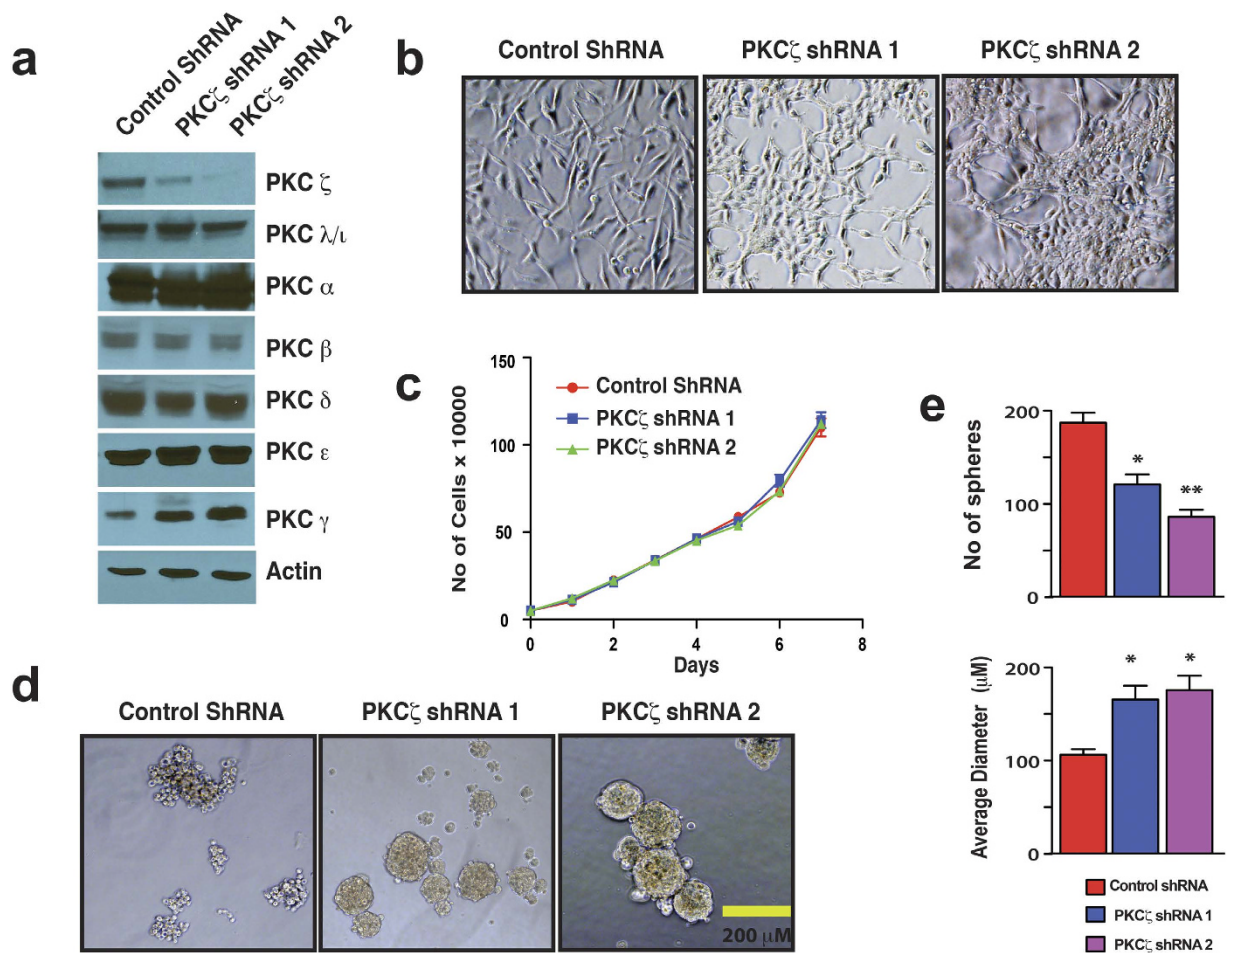 a
Control ShRNA
PKCζ shRNA 1
PKCζ shRNA 2
PKC ζ
PKC λ/ι
PKC α
PKC β
PKC δ
PKC ε
PKC γ
Actin
b
Control ShRNA
PKCζ shRNA 1
PKCζ shRNA 2
c
No of Cells x 10000
150
100
50
0
Control ShRNA
PKCζ shRNA 1
PKCζ shRNA 2
0 2 4 6 8
Days
d
Control ShRNA
PKCζ shRNA 1
PKCζ shRNA 2
200 μM
e
No of spheres
200
100
0
*
**
Average Diameter (μM)
200
100
0
*
*
Control shRNA
PKCζ shRNA 1
PKCζ shRNA 2